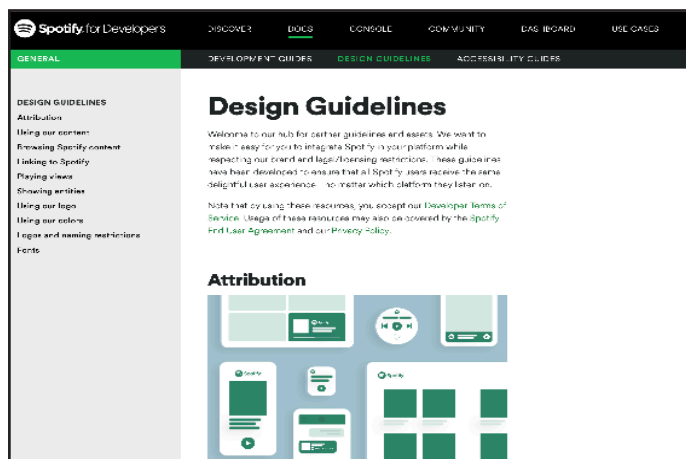 Spotify for Developers
DISCOVER DOCS CONSOLE COMMUNITY DASHBOARD USE CASES
GENERAL
DEVELOPMENT GUIDES DESIGN GUIDELINES ACCESSIBILITY GUIDES
DESIGN GUIDELINES
Attribution
Using our content
Browsing Spotify content
Linking to Spotify
Playing views
Showing entities
Using our logo
Using our colors
Logos and naming restrictions
Fonts
Design Guidelines
Welcome to our hub for partner guidelines and assets. We want to
make it easy for you to integrate Spotify in your platform while
respecting our brand and legal/licensing restrictions. These guidelines
have been developed to ensure that all Spotify users receive the same
delightful user experience no matter which platform they listen on.
Note that by using these resources, you accept our Developer Terms of
Service. Usage of these resources may also be covered by the Spotify
End User Agreement and our Privacy Policy.
Attribution
Spotify
Spotify